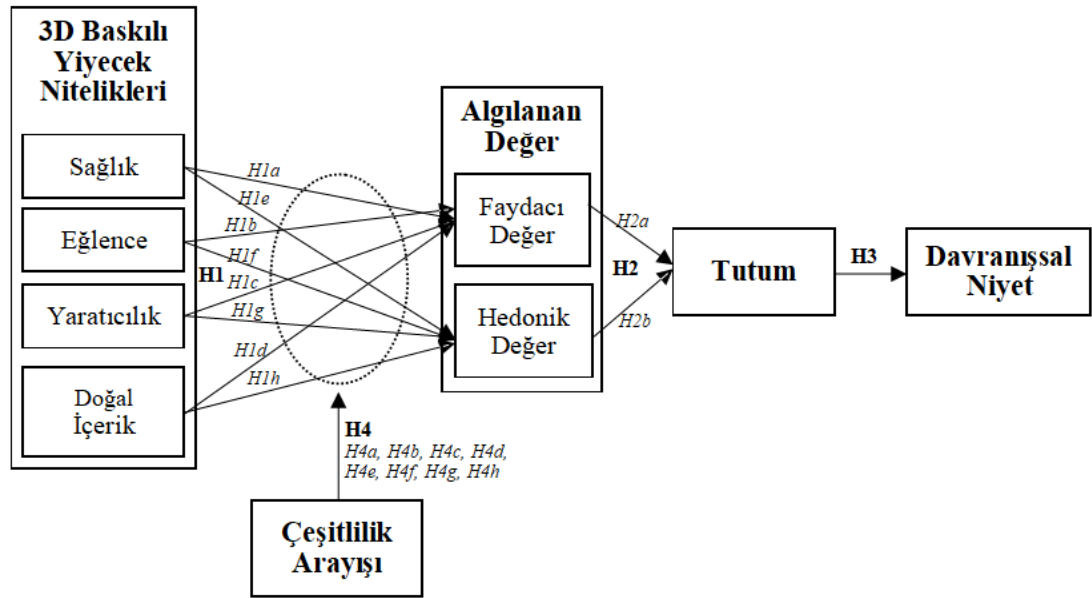 3D Baskılı
Yiyecek
Nitelikleri
Sağlık
Eğlence
Yaratıcılık
Doğal
İçerik
H1a
H1e
H1b
H1f
H1
H1c
H1g
H1d
H1h
Algılanan
Değer
Faydacı
Değer
Hedonik
Değer
H2a
H2
H2b
Tutum
H3
Davranışsal
Niyet
H4
H4a, H4b, H4c, H4d,
H4e, H4f, H4g, H4h
Çeşitlilik
Arayışı